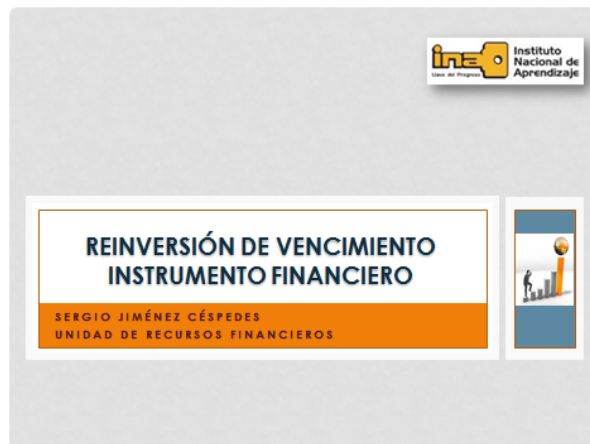 ina
Llave del Progreso
Instituto
Nacional de
Aprendizaje
REINVERSIÓN DE VENCIMIENTO
INSTRUMENTO FINANCIERO
SERGIO JIMÉNEZ CÉSPEDES
UNIDAD DE RECURSOS FINANCIEROS